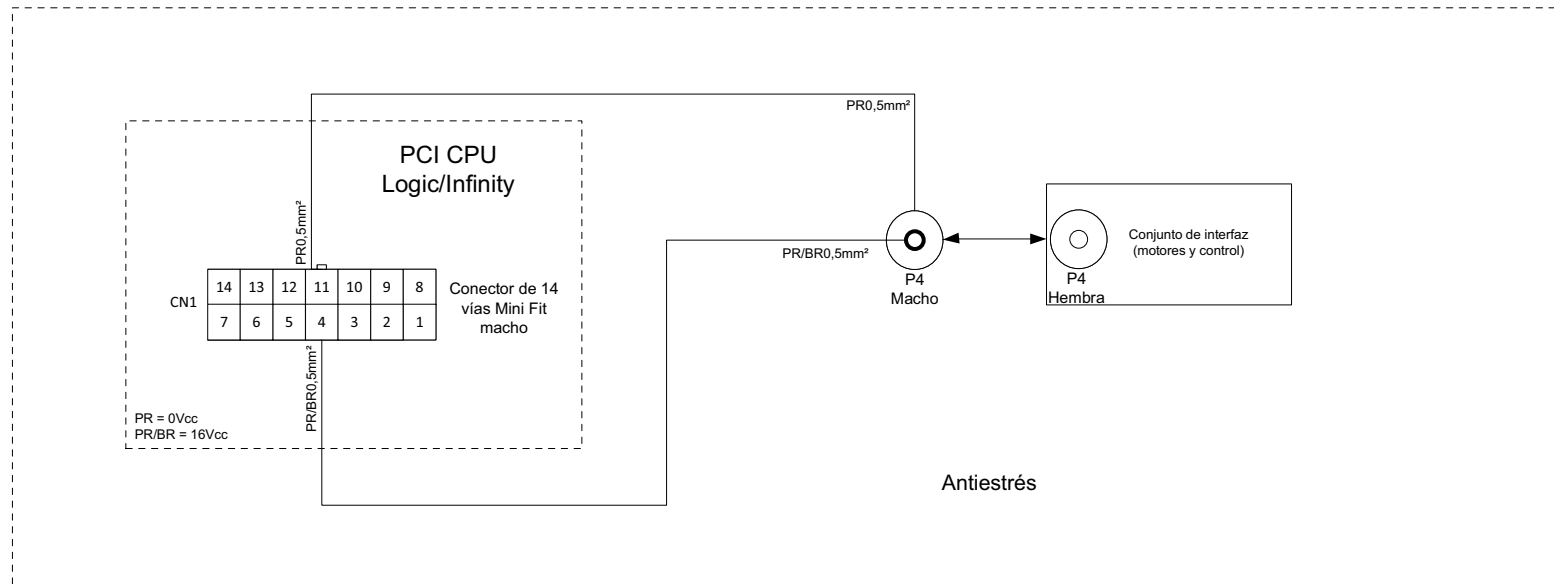 PR0,5mm²
PCI CPU
Logic/Infinity
PR0,5mm²
PR/BR0,5mm²
Conjunto de interfaz
(motores y control)
P4
Macho
P4
Hembra
CN1
14 13 12 11 10 9 8
7 6 5 4 3 2 1
Conector de 14
vías Mini Fit
macho
PR/BR0,5mm²
PR = 0Vcc
PR/BR = 16Vcc
Antiestrés